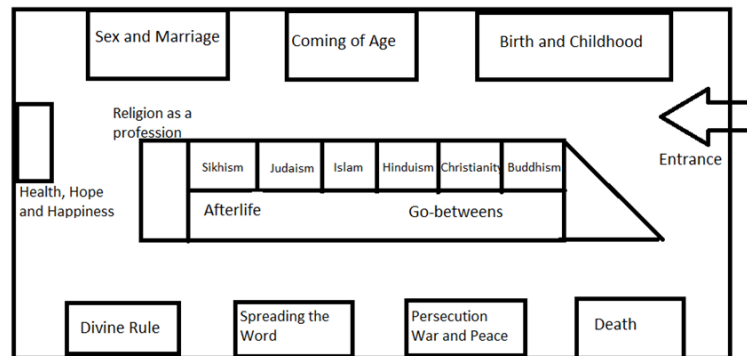 Sex and Marriage
Coming of Age
Birth and Childhood
Religion as a
profession
Entrance
Sikhism
Judaism
Islam
Hinduism
Christianity
Buddhism
Health, Hope
and Happiness
Afterlife
Go-betweens
Divine Rule
Spreading the
Word
Persecution
War and Peace
Death